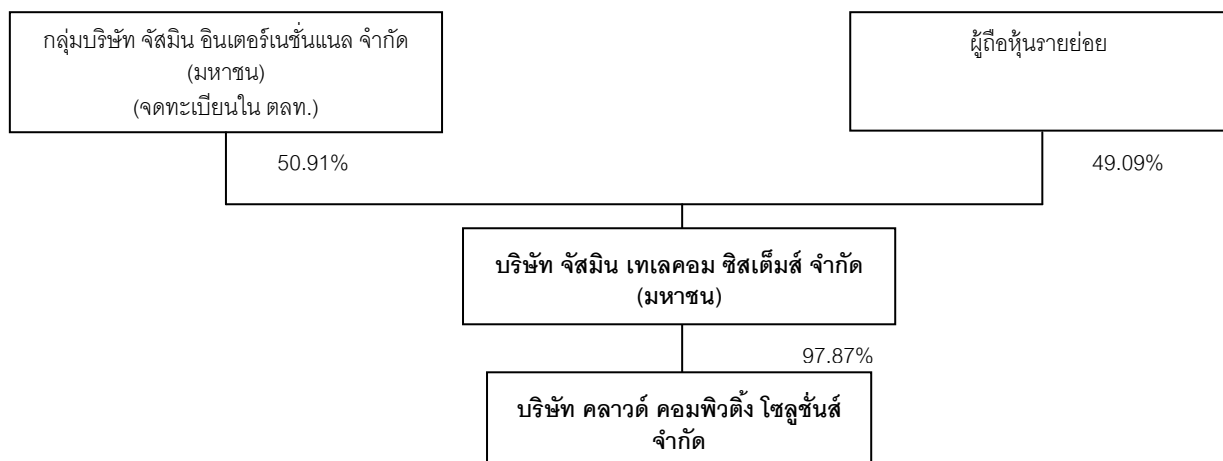 กลุ่มบริษัท จัสมิน อินเตอร์เนชั่นแนล จำกัด
(มหาชน)
(จดทะเบียนใน ตลท.)
ผู้ถือหุ้นรายย่อย
50.91%
49.09%
บริษัท จัสมิน เทเลคอม ซิสเต็มส์ จำกัด
(มหาชน)
97.87%
บริษัท คลาวด์ คอมพิวติ้ง โซลูชั่นส์
จำกัด